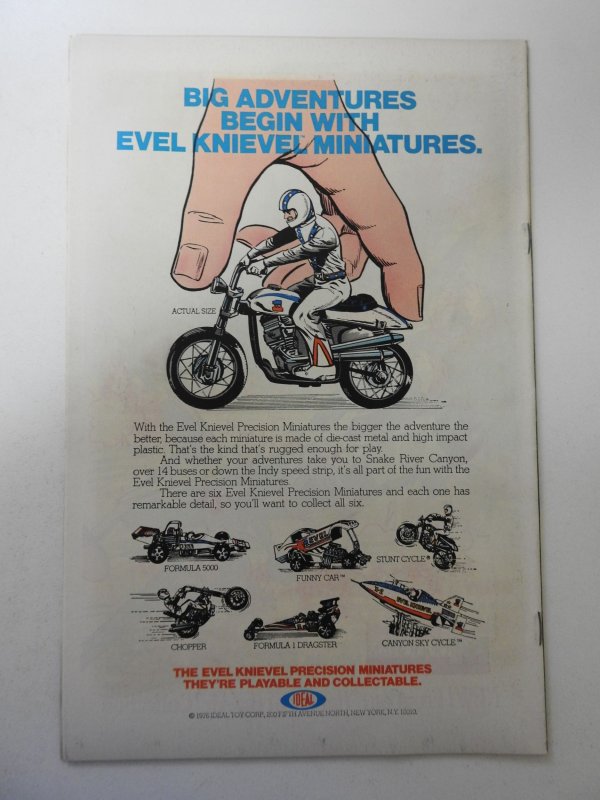 BIG ADVENTURES
BEGIN WITH
EVEL KNIEVEL™ MINIATURES.
ACTUAL SIZE
With the Evel Knievel Precision Miniatures the bigger the adventure the
better, because each miniature is made of die-cast metal and high impact
plastic. That's the kind that's rugged enough for play.
And whether your adventures take you to Snake River Canyon,
over 14 buses or down the Indy speed strip, it's all part of the fun with the
Evel Knievel Precision Miniatures.
There are six Evel Knievel Precision Miniatures and each one has
remarkable detail, so you'll want to collect all six.
FORMULA 5000
FUNNY CAR™
STUNT CYCLE®
CHOPPER
FORMULA 1 DRAGSTER
EVEL KNIEVEL
CANYON SKY CYCLE™
THE EVEL KNIEVEL PRECISION MINIATURES
THEY'RE PLAYABLE AND COLLECTABLE.
IDEAL
© 1976 IDEAL TOY CORP., 200 FIFTH AVENUE NORTH, NEW YORK, N.Y. 10010.